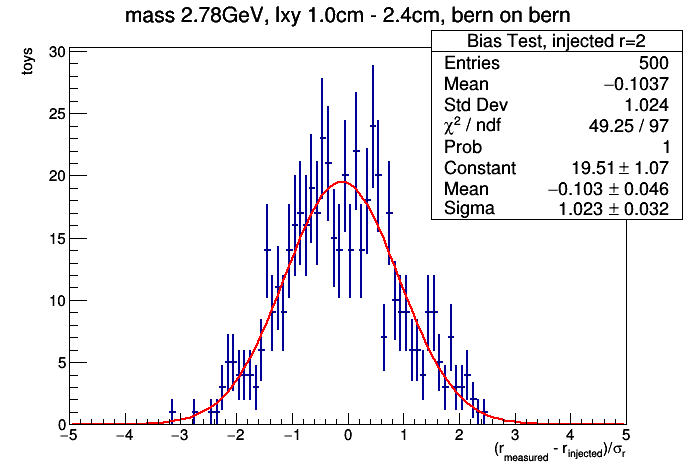 mass 2.78GeV, lxy 1.0cm - 2.4cm, bern on bern
toys
Bias Test, injected r=2
Entries 500
Mean −0.1037
Std Dev 1.024
χ² / ndf 49.25 / 97
Prob 1
Constant 19.51 ± 1.07
Mean −0.103 ± 0.046
Sigma 1.023 ± 0.032
30
25
20
15
10
5
0
−5 −4 −3 −2 −1 0 1 2 3 4 5
(r_measured - r_injected)/σ_r